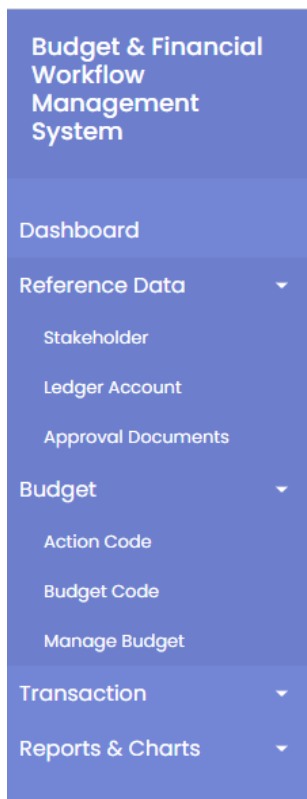 Budget & Financial
Workflow
Management
System
Dashboard
Reference Data
Stakeholder
Ledger Account
Approval Documents
Budget
Action Code
Budget Code
Manage Budget
Transaction
Reports & Charts